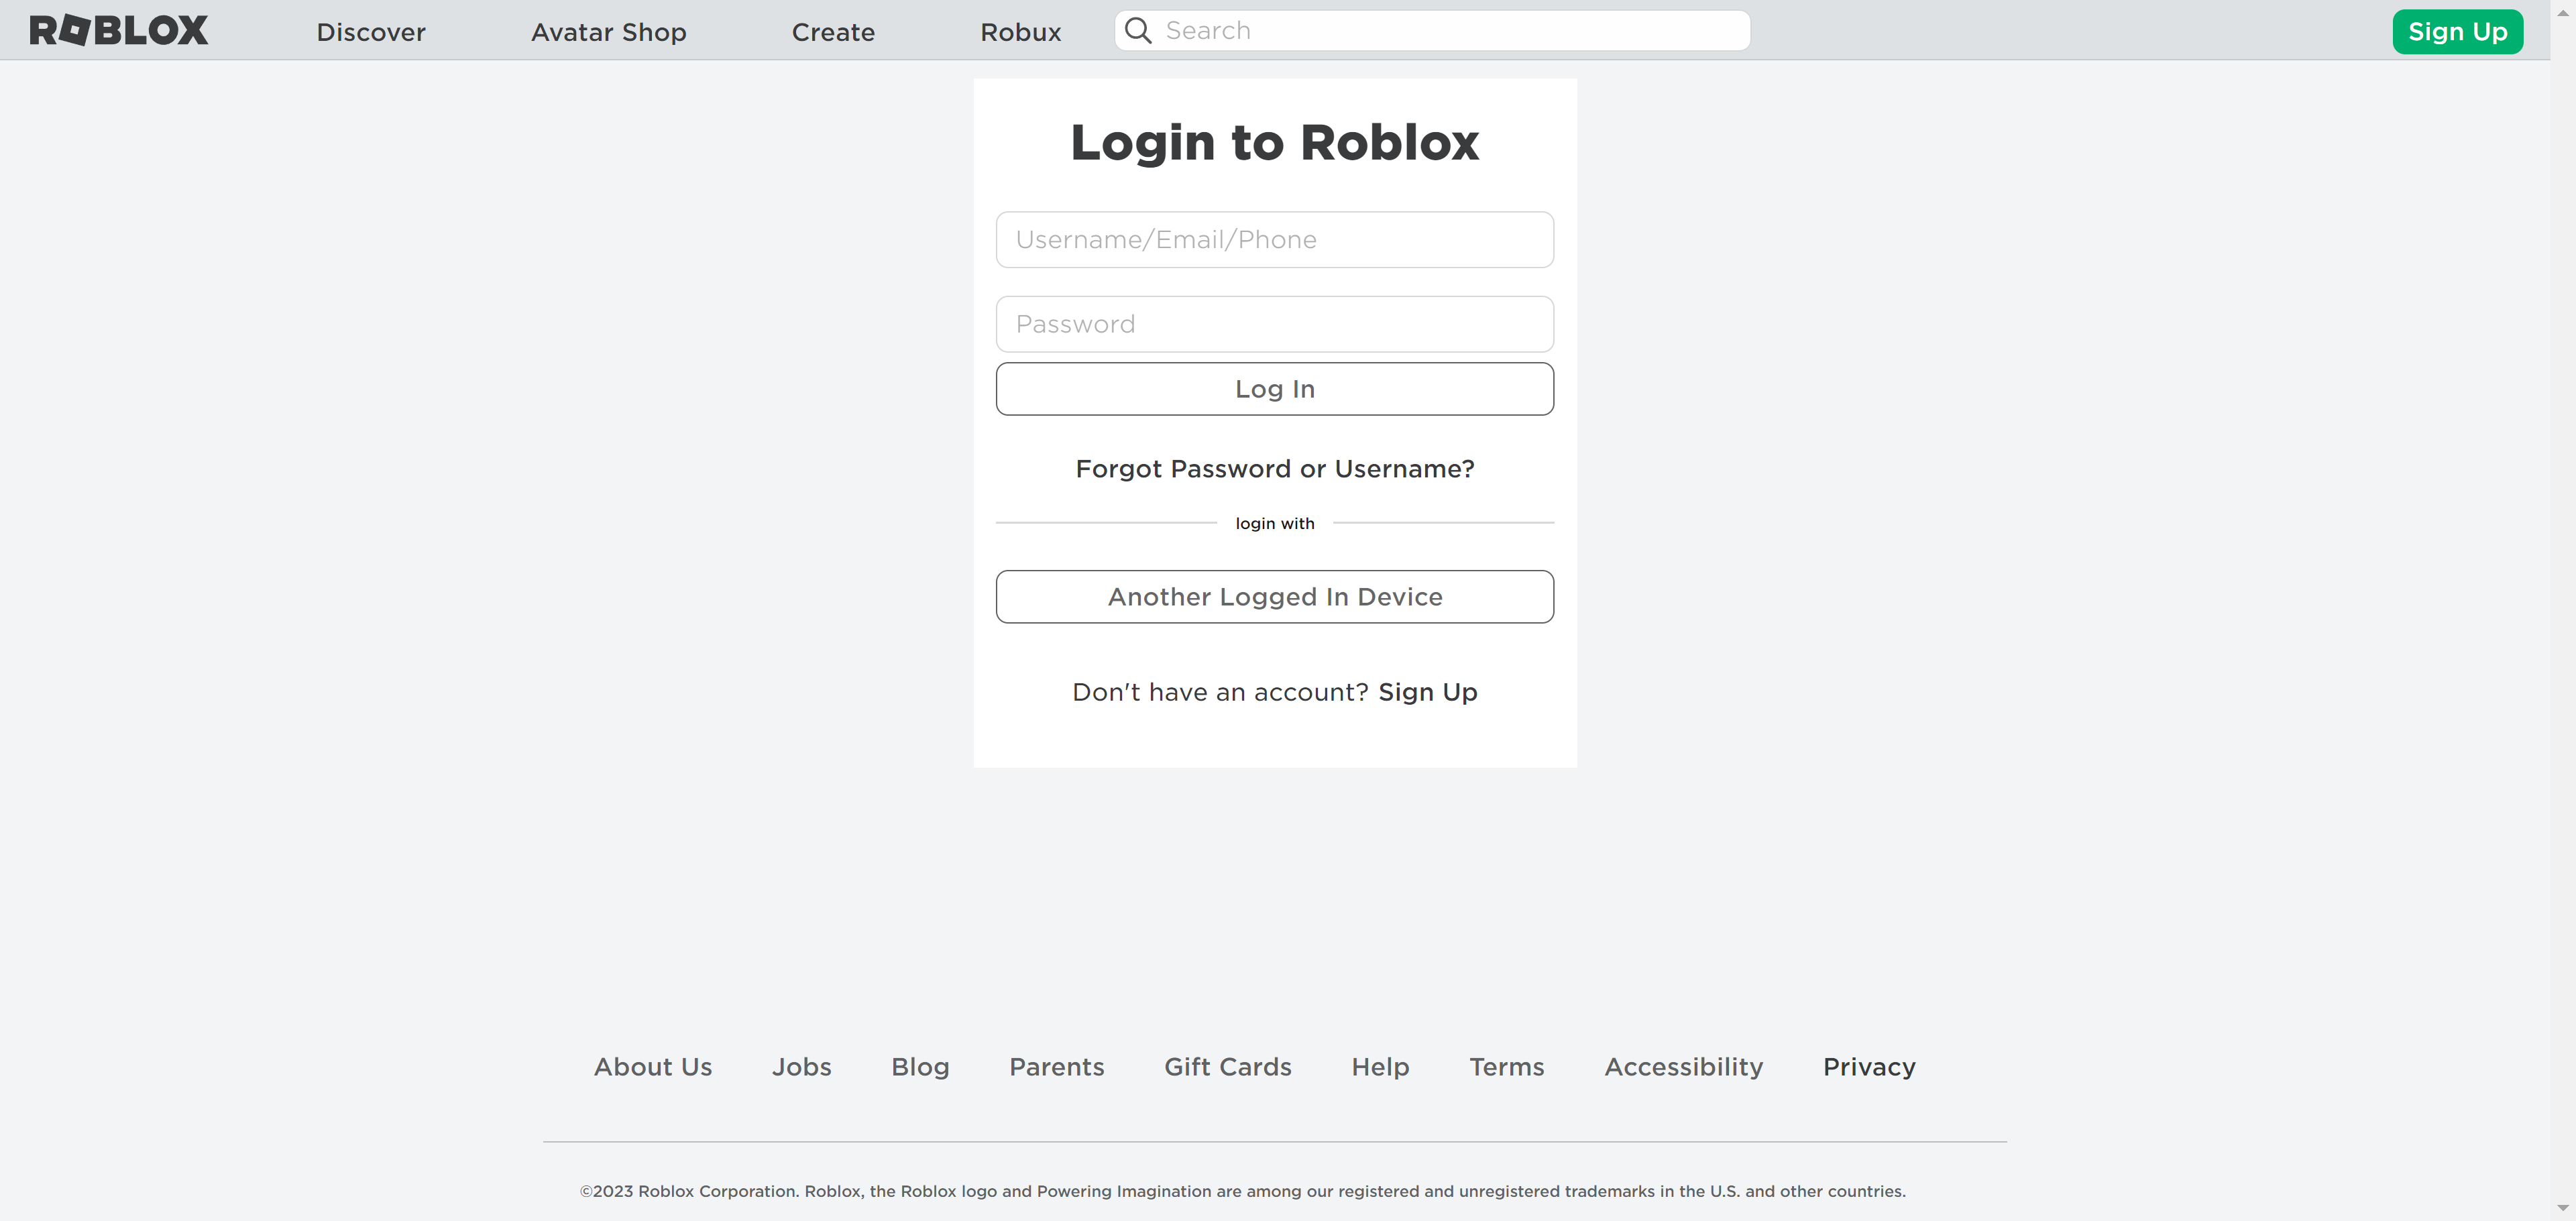 ROBLOX Discover Avatar Shop Create Robux Search Sign Up
Login to Roblox
Username/Email/Phone
Password
Log In
Forgot Password or Username?
login with
Another Logged In Device
Don't have an account? Sign Up
About Us Jobs Blog Parents Gift Cards Help Terms Accessibility Privacy
©2023 Roblox Corporation. Roblox, the Roblox logo and Powering Imagination are among our registered and unregistered trademarks in the U.S. and other countries.